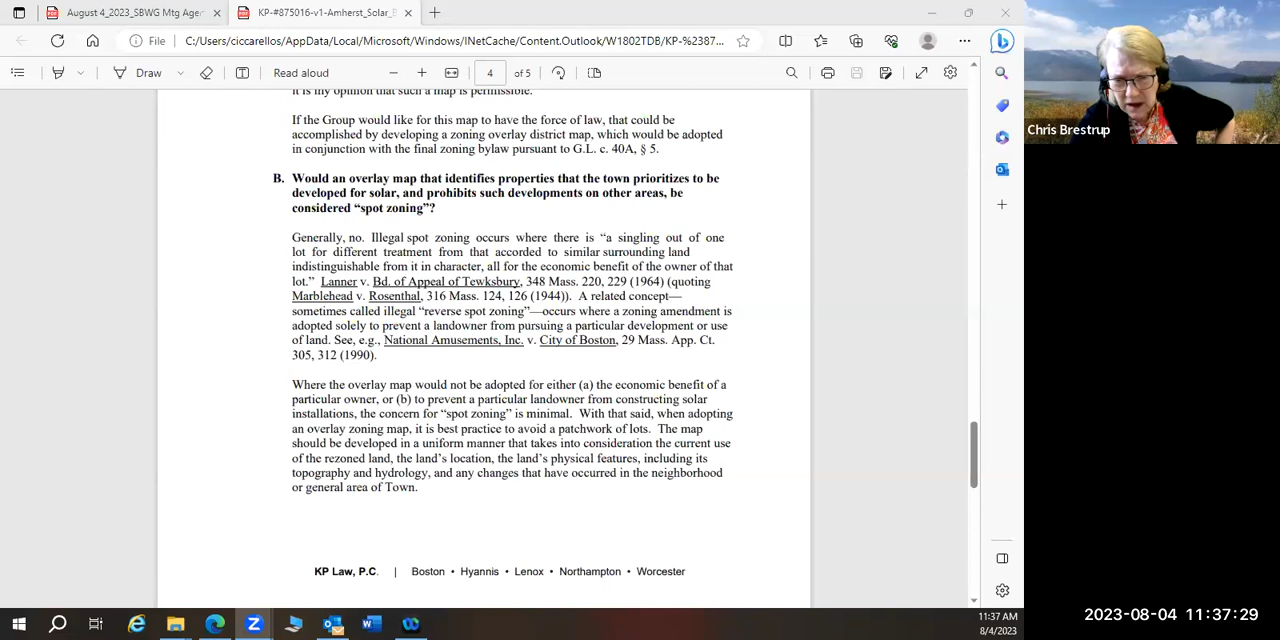 August 4_2023_SBWG Mtg Age
KP-#875016-v1-Amherst_Solar_B
File
C:/Users/ciccarellos/AppData/Local/Microsoft/Windows/INetCache/Content.Outlook/W1802TDB/KP-%2387...
Draw
Read aloud
4
of 5
it is my opinion that such a map is permissible.
If the Group would like for this map to have the force of law, that could be
accomplished by developing a zoning overlay district map, which would be adopted
in conjunction with the final zoning bylaw pursuant to G.L. c. 40A, § 5.
B. Would an overlay map that identifies properties that the town prioritizes to be
developed for solar, and prohibits such developments on other areas, be
considered “spot zoning”?
Generally, no. Illegal spot zoning occurs where there is “a singling out of one
lot for different treatment from that accorded to similar surrounding land
indistinguishable from it in character, all for the economic benefit of the owner of that
lot.” Lanner v. Bd. of Appeal of Tewksbury, 348 Mass. 220, 229 (1964) (quoting
Marblehead v. Rosenthal, 316 Mass. 124, 126 (1944)). A related concept—
sometimes called illegal “reverse spot zoning”—occurs where a zoning amendment is
adopted solely to prevent a landowner from pursuing a particular development or use
of land. See, e.g., National Amusements, Inc. v. City of Boston, 29 Mass. App. Ct.
305, 312 (1990).
Where the overlay map would not be adopted for either (a) the economic benefit of a
particular owner, or (b) to prevent a particular landowner from constructing solar
installations, the concern for “spot zoning” is minimal. With that said, when adopting
an overlay zoning map, it is best practice to avoid a patchwork of lots. The map
should be developed in a uniform manner that takes into consideration the current use
of the rezoned land, the land’s location, the land’s physical features, including its
topography and hydrology, and any changes that have occurred in the neighborhood
or general area of Town.
KP Law, P.C. | Boston • Hyannis • Lenox • Northampton • Worcester
Chris Brestrup
11:37 AM
8/4/2023
2023-08-04 11:37:29